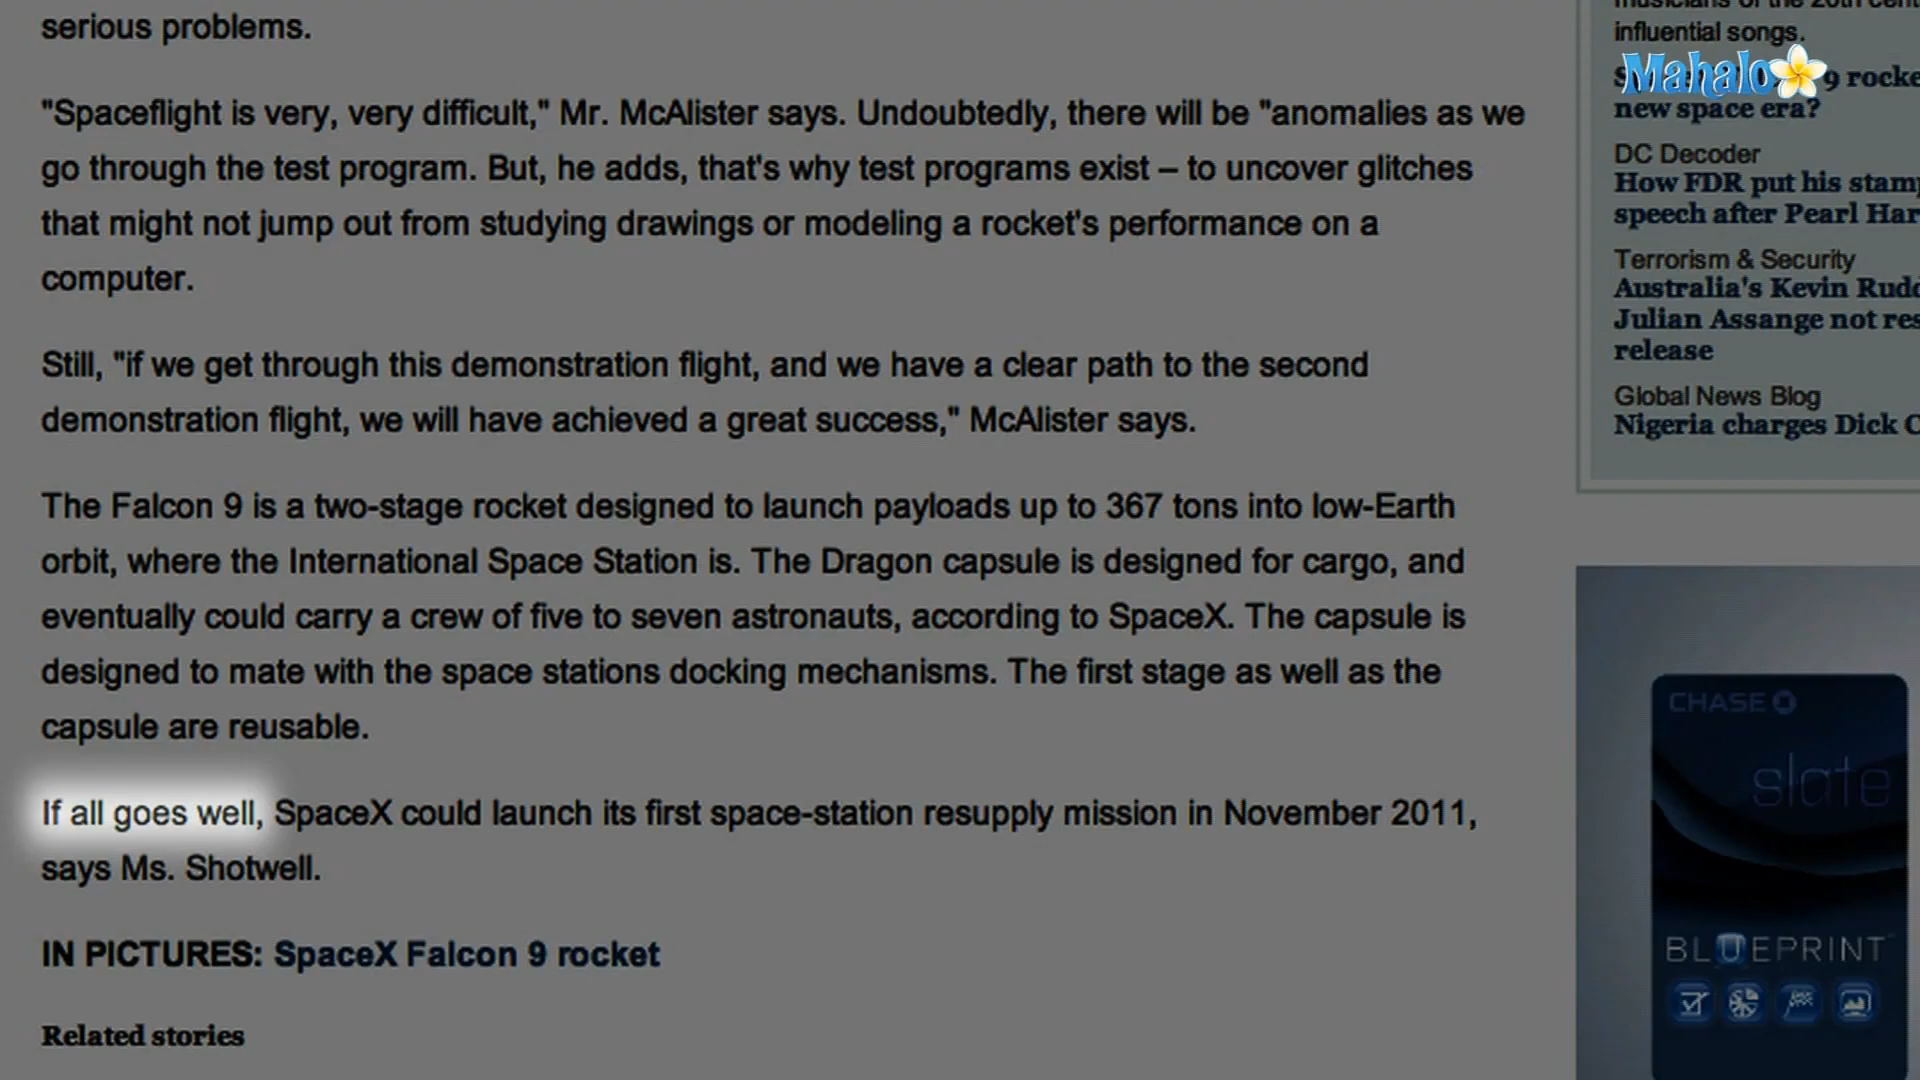 serious problems.
"Spaceflight is very, very difficult," Mr. McAlister says. Undoubtedly, there will be "anomalies as we
go through the test program. But, he adds, that's why test programs exist – to uncover glitches
that might not jump out from studying drawings or modeling a rocket's performance on a
computer.
Still, "if we get through this demonstration flight, and we have a clear path to the second
demonstration flight, we will have achieved a great success," McAlister says.
The Falcon 9 is a two-stage rocket designed to launch payloads up to 367 tons into low-Earth
orbit, where the International Space Station is. The Dragon capsule is designed for cargo, and
eventually could carry a crew of five to seven astronauts, according to SpaceX. The capsule is
designed to mate with the space stations docking mechanisms. The first stage as well as the
capsule are reusable.
If all goes well, SpaceX could launch its first space-station resupply mission in November 2011,
says Ms. Shotwell.
IN PICTURES: SpaceX Falcon 9 rocket
Related stories
musicians of the 20th
influential songs.
Mahalo
9
new space era?
DC Decoder
How FDR put his
speech after Pearl
Terrorism & Security
Australia's Kevin
Julian Assange not
release
Global News Blog
Nigeria charges Dick
CHASE
slate
BLUEPRINT